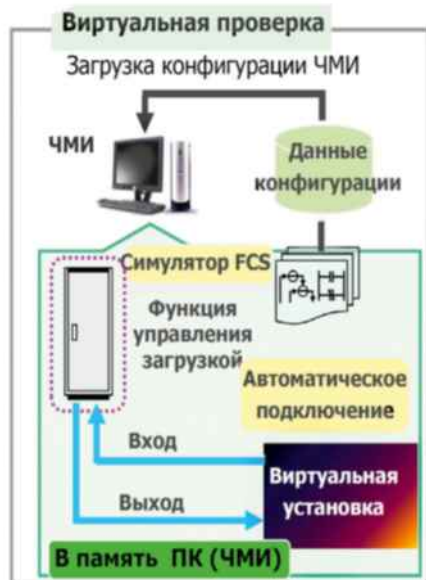 Виртуальная проверка
Загрузка конфигурации ЧМИ
ЧМИ
Данные
конфигурации
Симулятор FCS
Функция
управления
загрузкой
Автоматическое
подключение
Вход
Виртуальная
установка
Выход
В память ПК (ЧМИ)